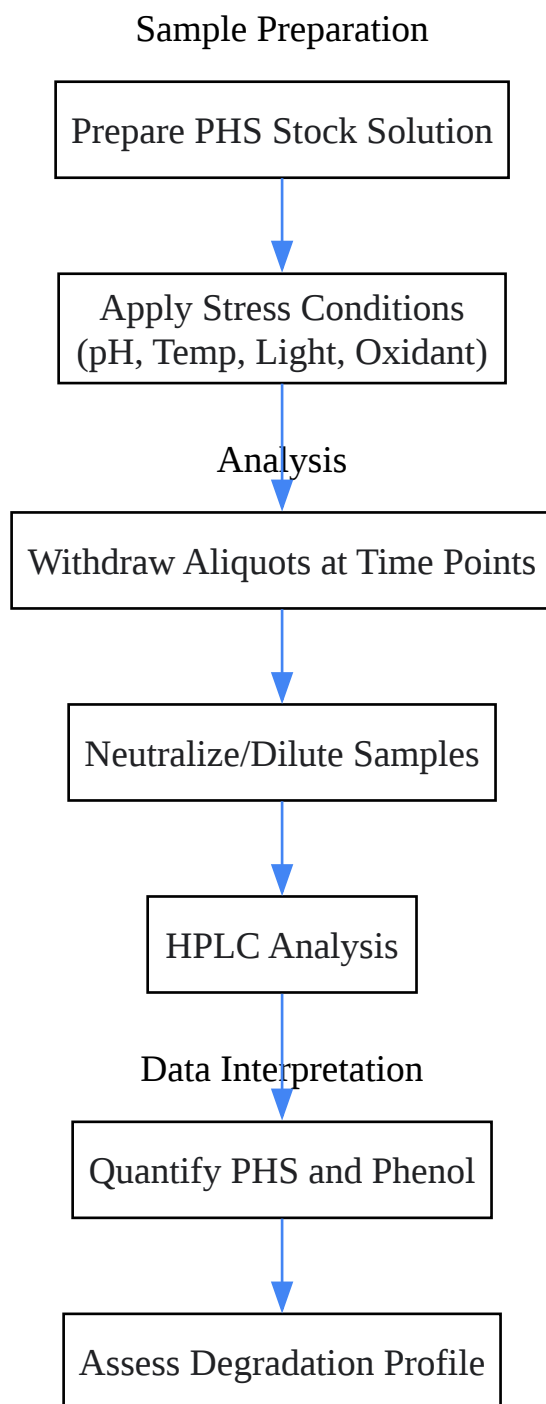 Sample Preparation
Prepare PHS Stock Solution
Apply Stress Conditions
(pH, Temp, Light, Oxidant)
Analysis
Withdraw Aliquots at Time Points
Neutralize/Dilute Samples
HPLC Analysis
Data Interpretation
Quantify PHS and Phenol
Assess Degradation Profile